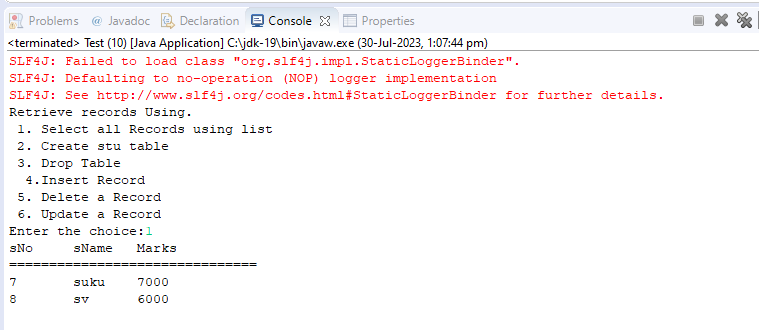 Problems @ Javadoc Declaration Console Properties
<terminated> Test (10) [Java Application] C:\jdk-19\bin\javaw.exe (30-Jul-2023, 1:07:44 pm)
SLF4J: Failed to load class "org.slf4j.impl.StaticLoggerBinder".
SLF4J: Defaulting to no-operation (NOP) logger implementation
SLF4J: See http://www.slf4j.org/codes.html#StaticLoggerBinder for further details.
Retrieve records Using.
 1. Select all Records using list
 2. Create stu table
 3. Drop Table
  4.Insert Record
 5. Delete a Record
 6. Update a Record
Enter the choice:1
sNo     sName   Marks
===============================
7       suku    7000
8       sv      6000